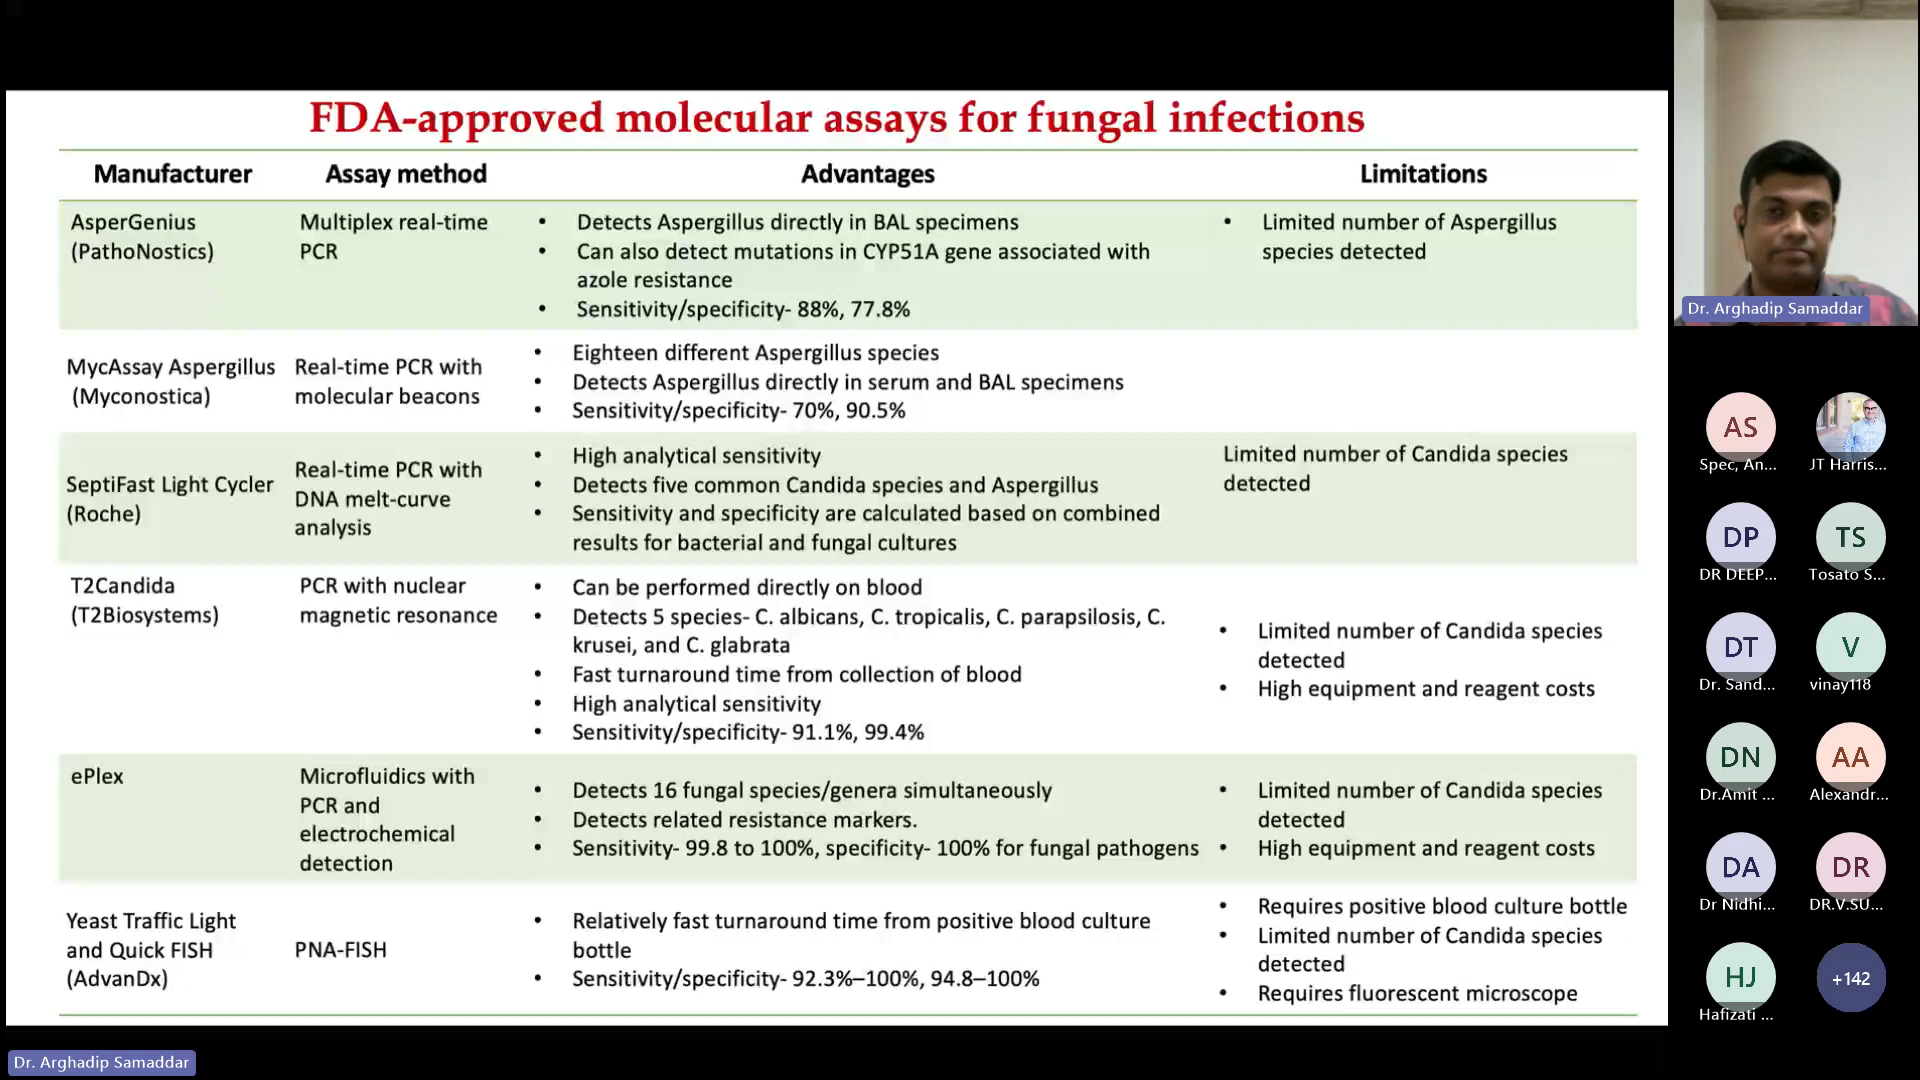 FDA-approved molecular assays for fungal infections
Manufacturer
Assay method
Advantages
Limitations
AsperGenius
(PathoNostics)
Multiplex real-time
PCR
• Detects Aspergillus directly in BAL specimens
• Can also detect mutations in CYP51A gene associated with
azole resistance
• Sensitivity/specificity- 88%, 77.8%
• Limited number of Aspergillus
species detected
MycAssay Aspergillus
(Myconostica)
Real-time PCR with
molecular beacons
• Eighteen different Aspergillus species
• Detects Aspergillus directly in serum and BAL specimens
• Sensitivity/specificity- 70%, 90.5%
SeptiFast Light Cycler
(Roche)
Real-time PCR with
DNA melt-curve
analysis
• High analytical sensitivity
• Detects five common Candida species and Aspergillus
• Sensitivity and specificity are calculated based on combined
results for bacterial and fungal cultures
Limited number of Candida species
detected
T2Candida
(T2Biosystems)
PCR with nuclear
magnetic resonance
• Can be performed directly on blood
• Detects 5 species- C. albicans, C. tropicalis, C. parapsilosis, C.
krusei, and C. glabrata
• Fast turnaround time from collection of blood
• High analytical sensitivity
• Sensitivity/specificity- 91.1%, 99.4%
• Limited number of Candida species
detected
• High equipment and reagent costs
ePlex
Microfluidics with
PCR and
electrochemical
detection
• Detects 16 fungal species/genera simultaneously
• Detects related resistance markers.
• Sensitivity- 99.8 to 100%, specificity- 100% for fungal pathogens
• Limited number of Candida species
detected
• High equipment and reagent costs
Yeast Traffic Light
and Quick FISH
(AdvanDx)
PNA-FISH
• Relatively fast turnaround time from positive blood culture
bottle
• Sensitivity/specificity- 92.3%–100%, 94.8–100%
• Requires positive blood culture bottle
• Limited number of Candida species
detected
• Requires fluorescent microscope
Dr. Arghadip Samaddar
Dr. Arghadip Samaddar
AS
Spec, An...
JT Harris...
DP
DR DEEP...
TS
Tosato S...
DT
Dr. Sand...
V
vinay118
DN
Dr.Amit ...
AA
Alexandr...
DA
Dr Nidhi...
DR
DR.V.SU...
HJ
Hafizati ...
+142